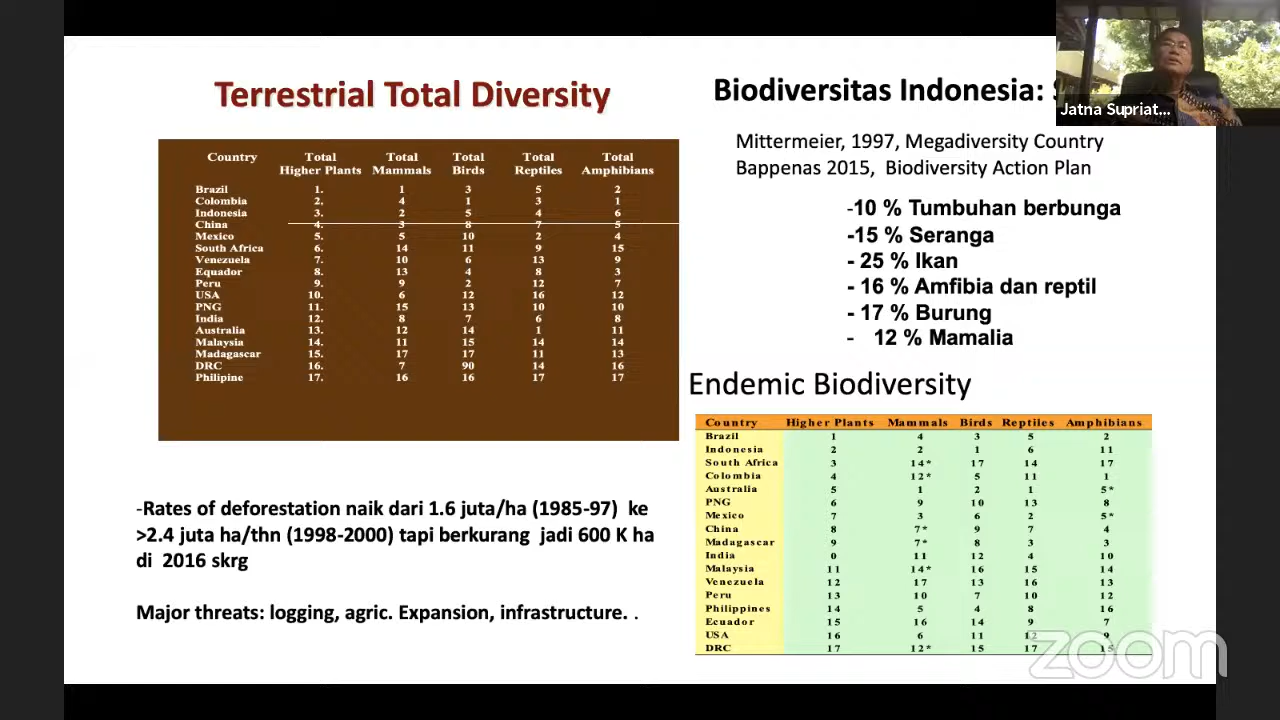 Terrestrial Total Diversity
Country Total Higher Plants Total Mammals Total Birds Total Reptiles Total Amphibians
Brazil 1. 1 3 5 2
Colombia 2. 4 1 3 1
Indonesia 3. 2 5 4 6
China 4. 3 8 7 5
Mexico 5. 5 10 2 4
South Africa 6. 14 11 9 15
Venezuela 7. 10 6 13 9
Equador 8. 13 4 8 3
Peru 9. 9 2 12 7
USA 10. 6 12 16 12
PNG 11. 15 13 10 10
India 12. 8 7 6 8
Australia 13. 12 14 1 11
Malaysia 14. 11 15 14 14
Madagascar 15. 17 17 11 13
DRC 16. 7 90 14 16
Philipine 17. 16 16 17 17
-Rates of deforestation naik dari 1.6 juta/ha (1985-97) ke
>2.4 juta ha/thn (1998-2000) tapi berkurang jadi 600 K ha
di 2016 skrg
Major threats: logging, agric. Expansion, infrastructure. .
Biodiversitas Indonesia:
Mittermeier, 1997, Megadiversity Country
Bappenas 2015, Biodiversity Action Plan
-10 % Tumbuhan berbunga
-15 % Seranga
- 25 % Ikan
- 16 % Amfibia dan reptil
- 17 % Burung
- 12 % Mamalia
Endemic Biodiversity
Country Higher Plants Mammals Birds Reptiles Amphibians
Brazil 1 4 3 5 2
Indonesia 2 2 1 6 11
South Africa 3 14* 17 14 17
Colombia 4 12* 5 11 1
Australia 5 1 2 1 5*
PNG 6 9 10 13 8
Mexico 7 3 6 2 5*
China 8 7* 9 7 4
Madagascar 9 7* 8 3 3
India 0 11 12 4 10
Malaysia 11 14* 16 15 14
Venezuela 12 17 13 16 13
Peru 13 10 7 10 12
Philippines 14 5 4 8 16
Ecuador 15 16 14 9 7
USA 16 6 11 12 9
DRC 17 12* 15 17 15
Jatna Supriat...
zoom